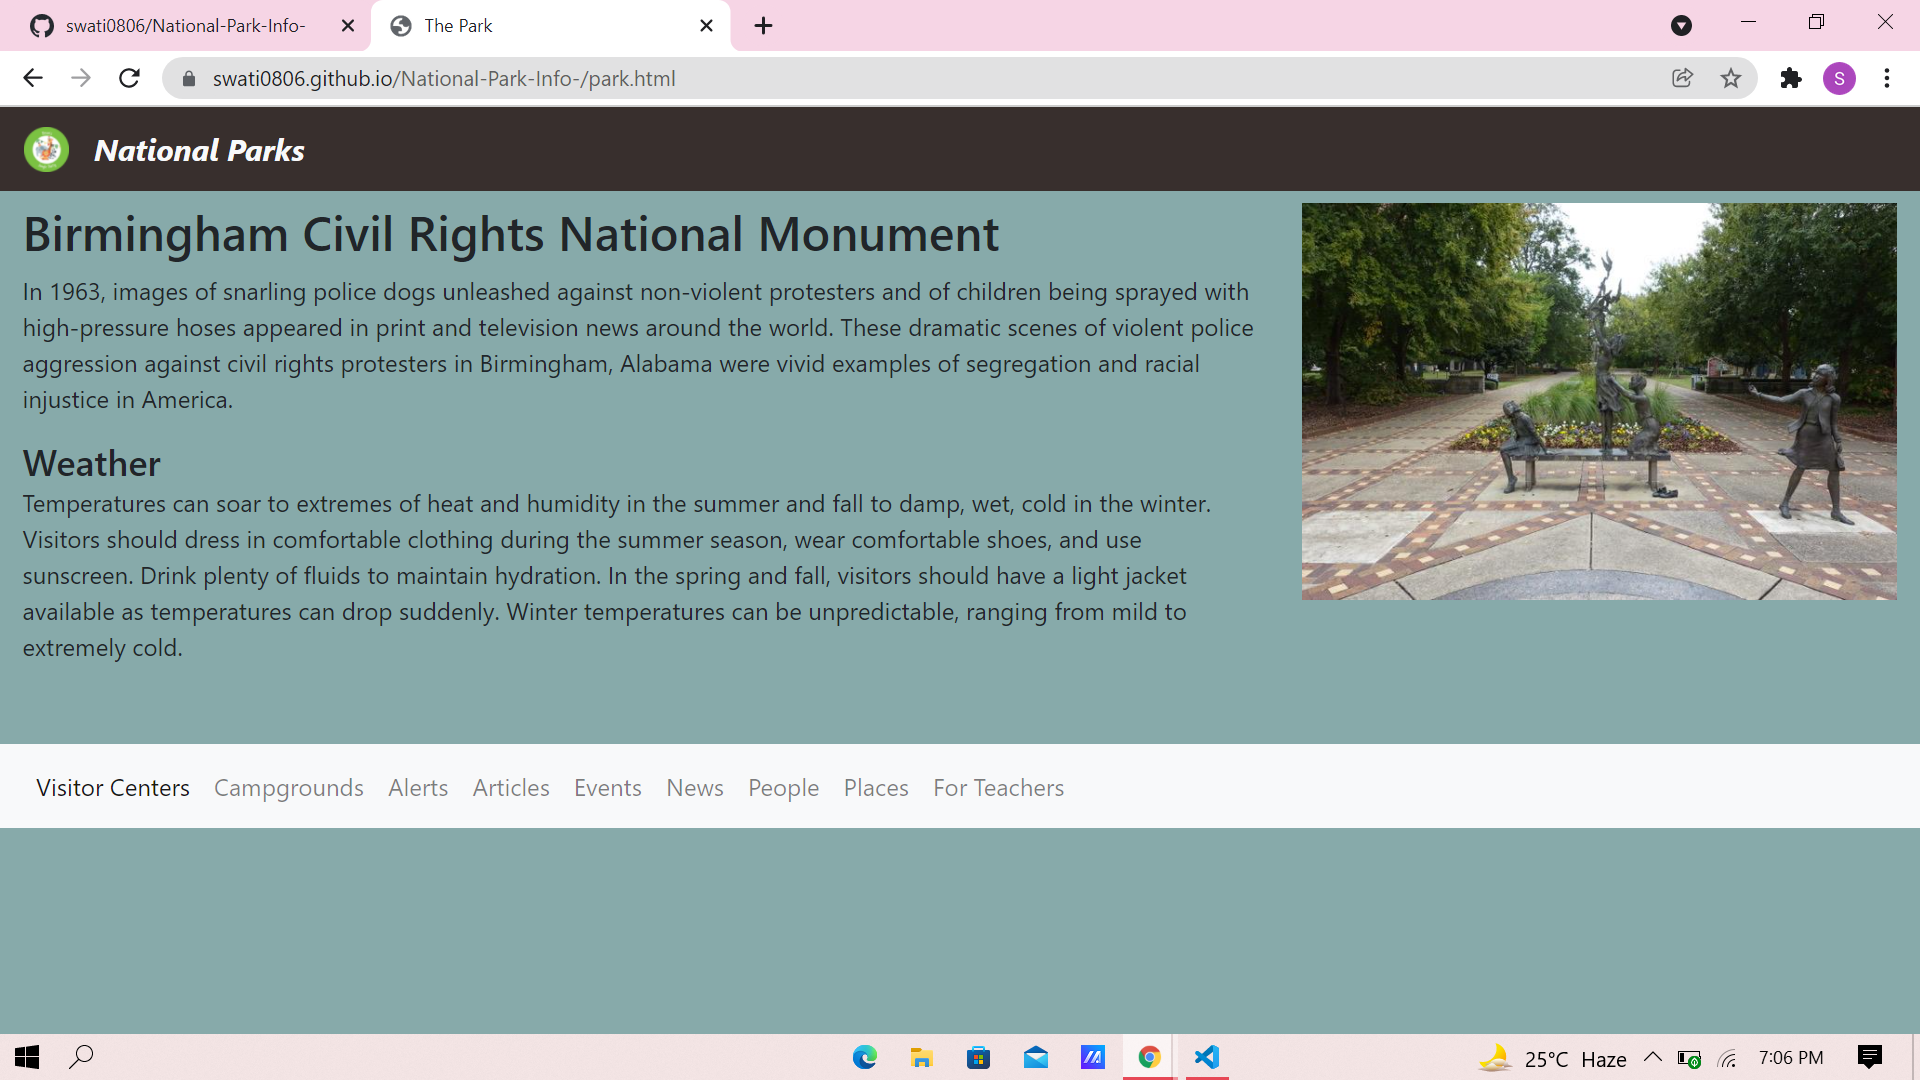 swati0806/National-Park-Info-
The Park
swati0806.github.io/National-Park-Info-/park.html
S
National Parks
Birmingham Civil Rights National Monument
In 1963, images of snarling police dogs unleashed against non-violent protesters and of children being sprayed with
high-pressure hoses appeared in print and television news around the world. These dramatic scenes of violent police
aggression against civil rights protesters in Birmingham, Alabama were vivid examples of segregation and racial
injustice in America.
Weather
Temperatures can soar to extremes of heat and humidity in the summer and fall to damp, wet, cold in the winter.
Visitors should dress in comfortable clothing during the summer season, wear comfortable shoes, and use
sunscreen. Drink plenty of fluids to maintain hydration. In the spring and fall, visitors should have a light jacket
available as temperatures can drop suddenly. Winter temperatures can be unpredictable, ranging from mild to
extremely cold.
Visitor Centers Campgrounds Alerts Articles Events News People Places For Teachers
25°C Haze 7:06 PM